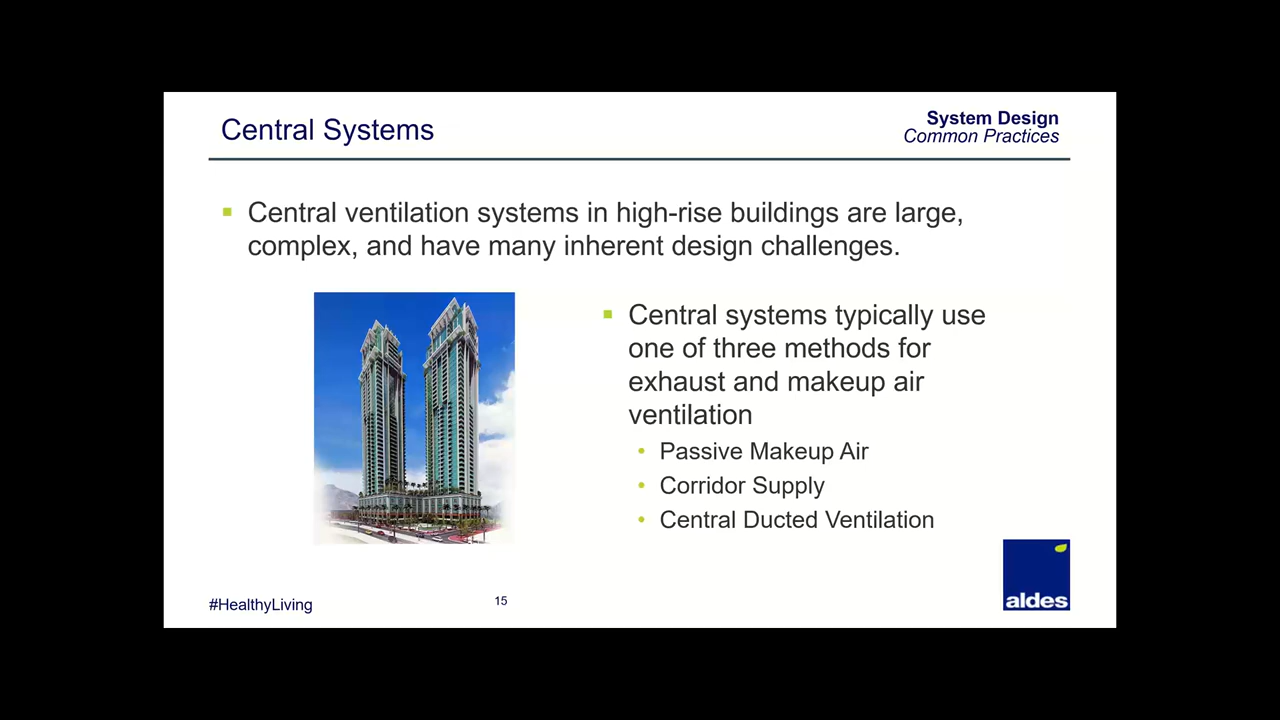 Central Systems
System Design
Common Practices
Central ventilation systems in high-rise buildings are large,
complex, and have many inherent design challenges.
Central systems typically use
one of three methods for
exhaust and makeup air
ventilation
Passive Makeup Air
Corridor Supply
Central Ducted Ventilation
#HealthyLiving
15
aldes